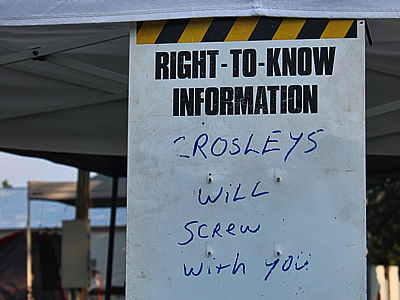 RIGHT-TO-KNOW
INFORMATION
CROSLEYS
WILL
SCREW
WITH YOU